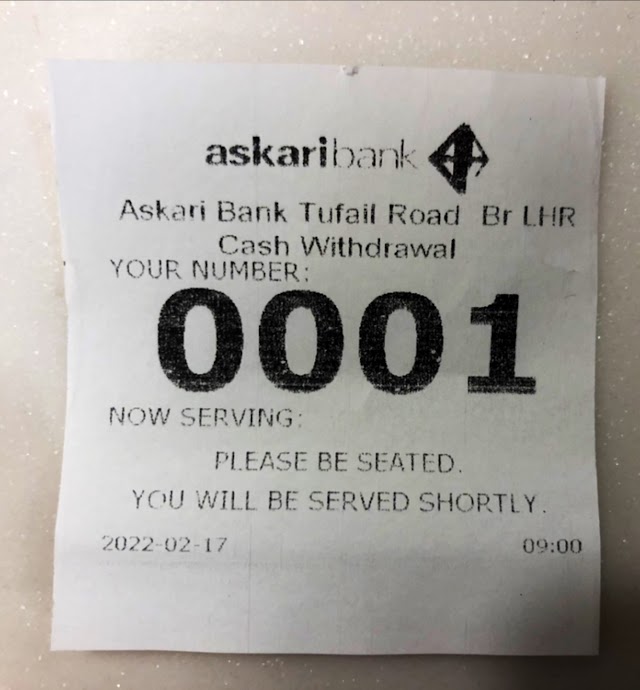 askaribank
Askari Bank Tufail Road Br LHR
Cash Withdrawal
YOUR NUMBER:
0001
NOW SERVING:
PLEASE BE SEATED.
YOU WILL BE SERVED SHORTLY.
2022-02-17 09:00